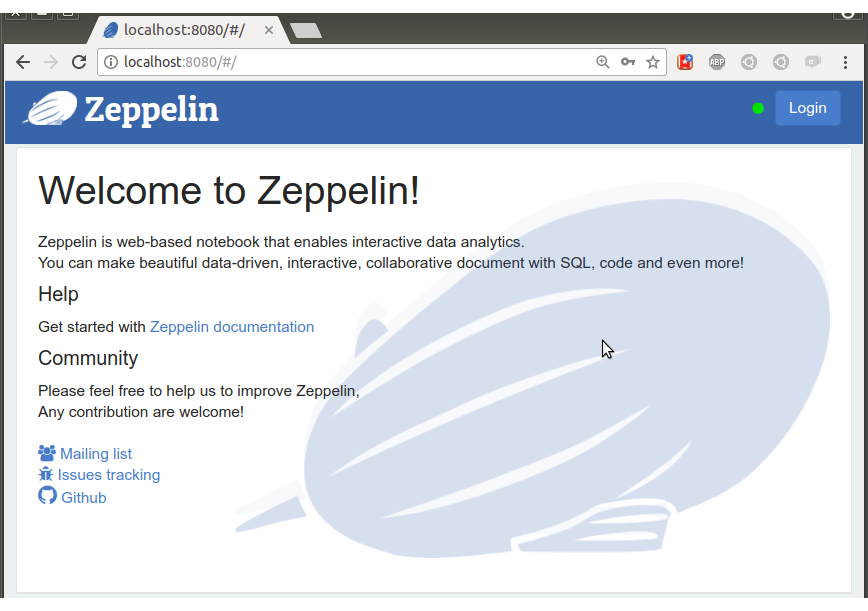 localhost:8080/#/
localhost:8080/#/
ABP
Zeppelin
Login
Welcome to Zeppelin!
Zeppelin is web-based notebook that enables interactive data analytics.
You can make beautiful data-driven, interactive, collaborative document with SQL, code and even more!
Help
Get started with Zeppelin documentation
Community
Please feel free to help us to improve Zeppelin,
Any contribution are welcome!
Mailing list
Issues tracking
Github